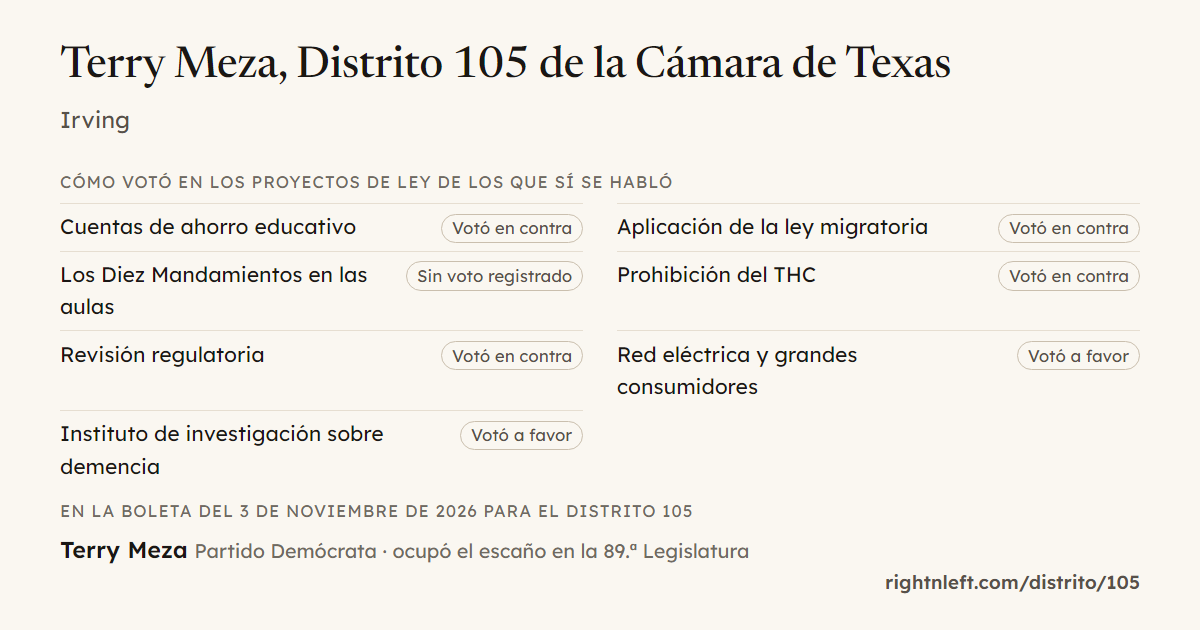 Terry Meza, Distrito 105 de la Cámara de Texas
Irving
CÓMO VOTÓ EN LOS PROYECTOS DE LEY DE LOS QUE SÍ SE HABLÓ
Cuentas de ahorro educativo
Votó en contra
Aplicación de la ley migratoria
Votó en contra
Los Diez Mandamientos en las
aulas
Sin voto registrado
Prohibición del THC
Votó en contra
Revisión regulatoria
Votó en contra
Red eléctrica y grandes
consumidores
Votó a favor
Instituto de investigación sobre
demencia
Votó a favor
EN LA BOLETA DEL 3 DE NOVIEMBRE DE 2026 PARA EL DISTRITO 105
Terry Meza Partido Demócrata · ocupó el escaño en la 89.ª Legislatura
rightnleft.com/distrito/105